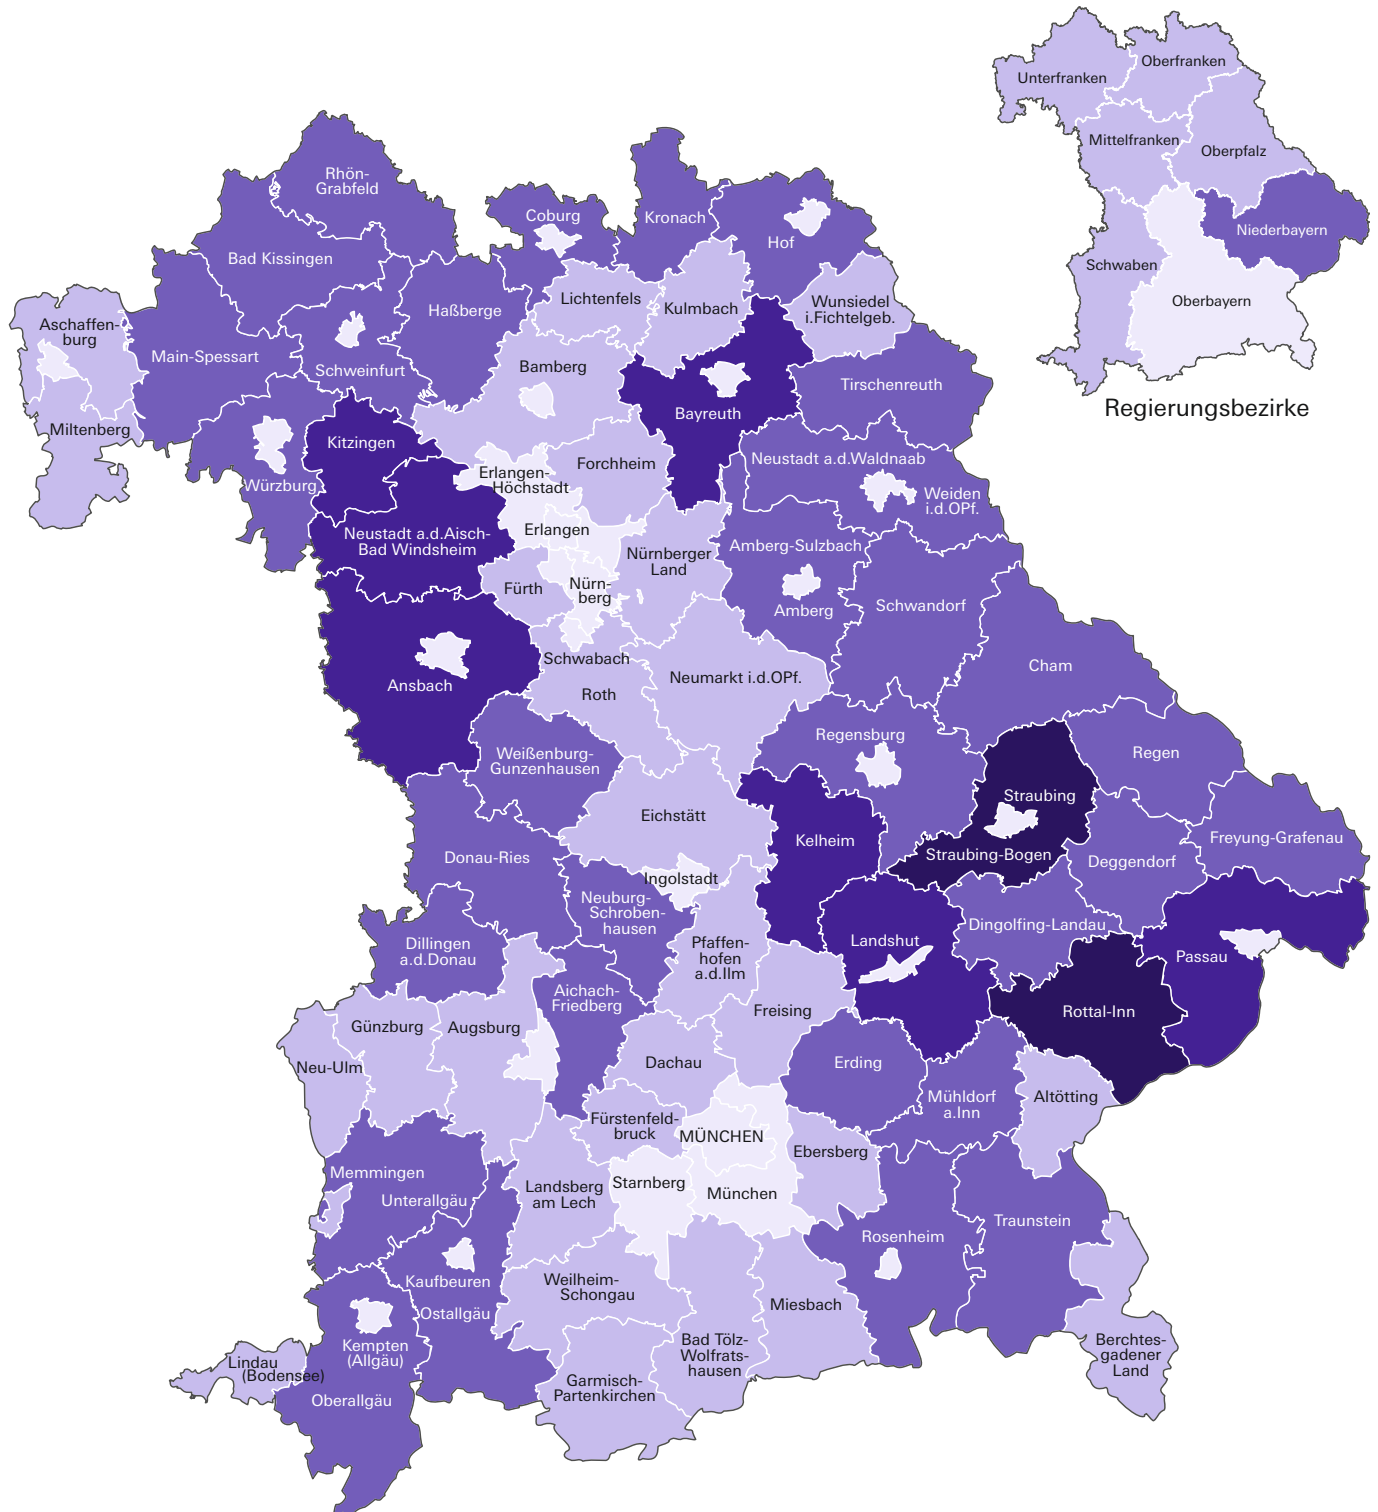 Unterfranken
Oberfranken
Mittelfranken
Oberpfalz
Niederbayern
Schwaben
Oberbayern
Regierungsbezirke
Rhön-
Grabfeld
Coburg
Kronach
Hof
Bad Kissingen
Lichtenfels
Kulmbach
Wunsiedel
i.Fichtelgeb.
Haßberge
Aschaffen-
burg
Main-Spessart
Schweinfurt
Bamberg
Tirschenreuth
Bayreuth
Miltenberg
Kitzingen
Würzburg
Erlangen-
Höchstadt
Forchheim
Neustadt a.d.Waldnaab
Weiden
i.d.OPf.
Neustadt a.d.Aisch-
Bad Windsheim
Erlangen
Nürnberger
Land
Amberg-Sulzbach
Amberg
Fürth
Nürn-
berg
Schwandorf
Schwabach
Roth
Neumarkt i.d.OPf.
Cham
Ansbach
Weißenburg-
Gunzenhausen
Regensburg
Regen
Straubing
Straubing-Bogen
Eichstätt
Kelheim
Freyung-Grafenau
Deggendorf
Donau-Ries
Ingolstadt
Neuburg-
Schroben-
hausen
Dingolfing-Landau
Dillingen
a.d.Donau
Pfaffen-
hofen
a.d.Ilm
Landshut
Passau
Aichach-
Friedberg
Freising
Rottal-Inn
Günzburg
Augsburg
Neu-Ulm
Dachau
Erding
Mühldorf
a.Inn
Altötting
Fürstenfeld-
bruck
MÜNCHEN
Ebersberg
Memmingen
Unterallgäu
Landsberg
am Lech
Starnberg
München
Traunstein
Rosenheim
Kaufbeuren
Ostallgäu
Weilheim-
Schongau
Miesbach
Kempten
(Allgäu)
Bad Tölz-
Wolfrats-
hausen
Berchtes-
gadener
Land
Lindau
(Bodensee)
Oberallgäu
Garmisch-
Partenkirchen